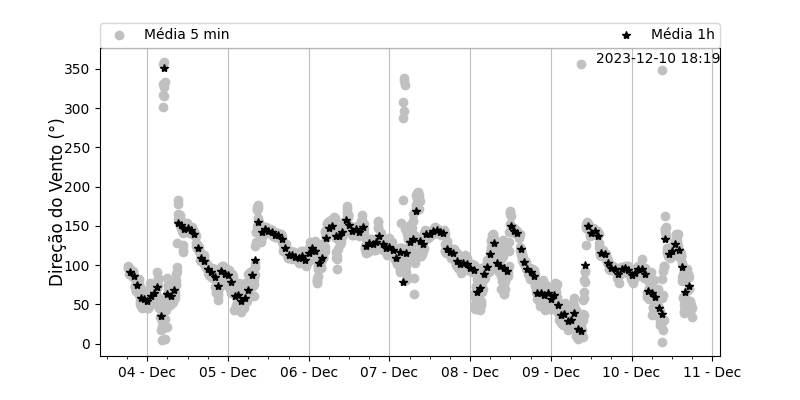 Média 5 min
Média 1h
2023-12-10 18:19
Direção do Vento (°)
350
300
250
200
150
100
50
0
04 - Dec
05 - Dec
06 - Dec
07 - Dec
08 - Dec
09 - Dec
10 - Dec
11 - Dec